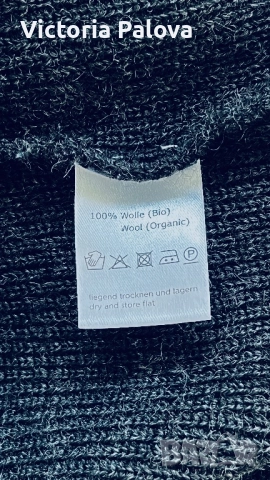 Victoria Palova
100% Wolle (Bio)
Wool (Organic)
liegend trocknen und lagern
dry and store flat